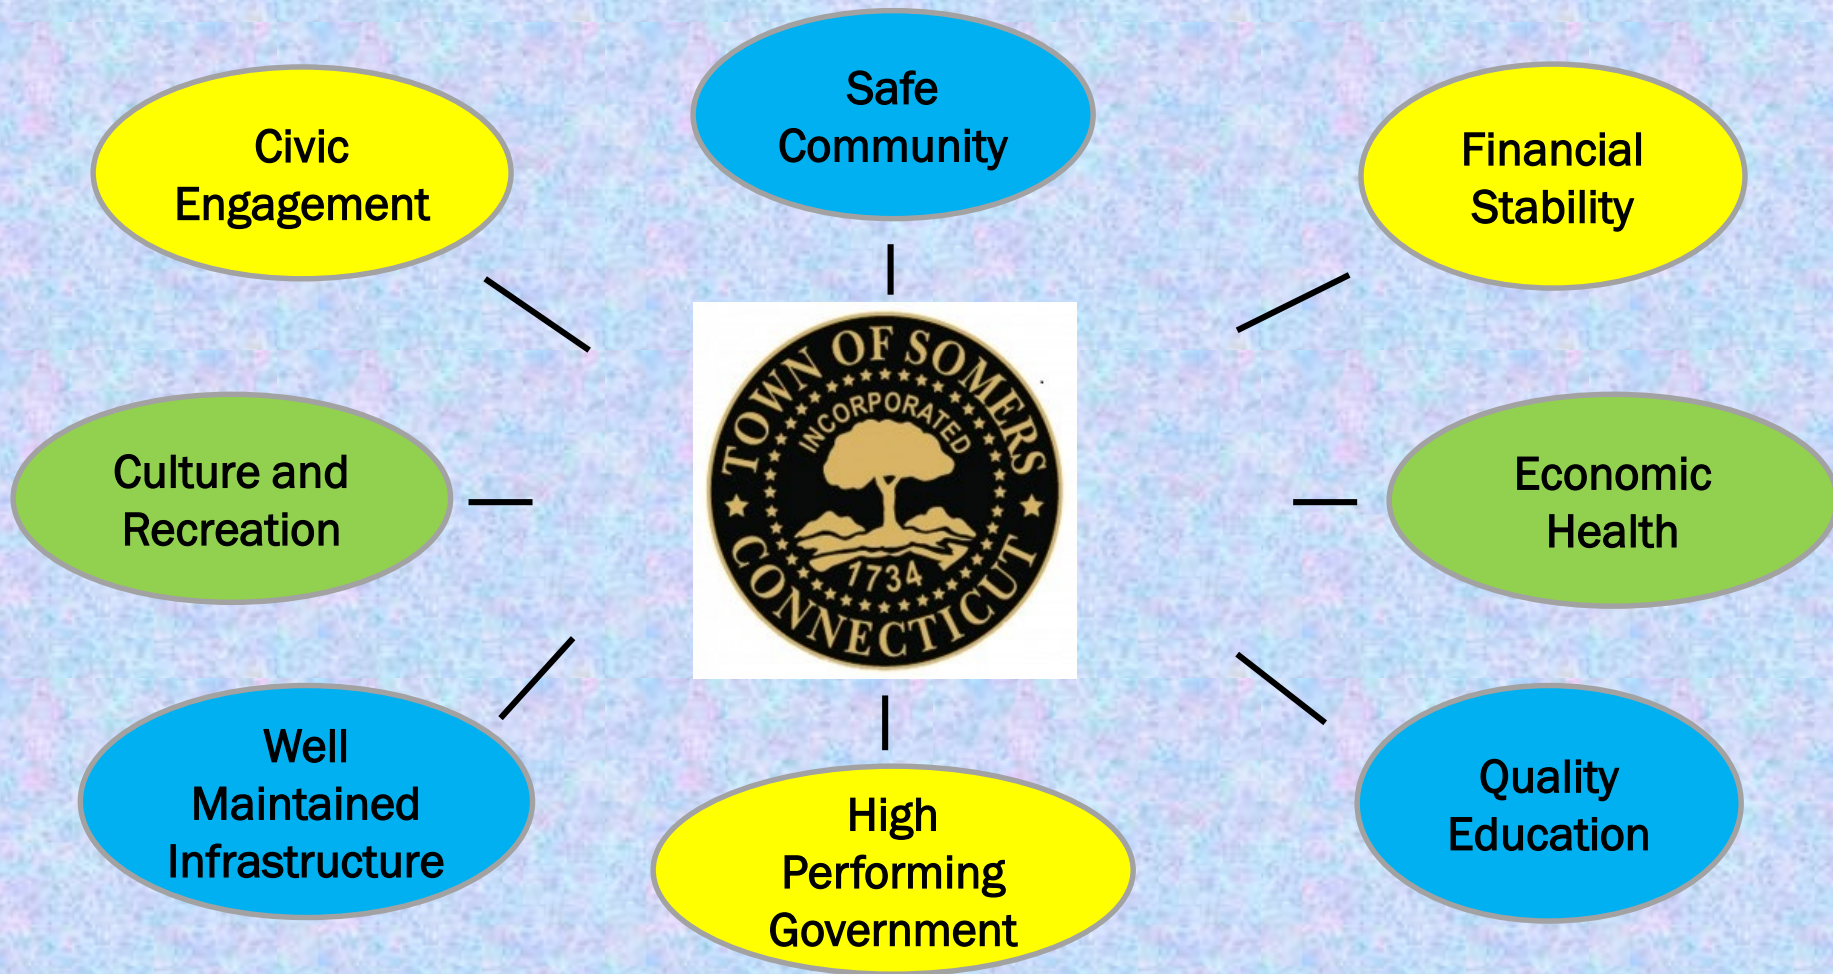 Safe
Community
Civic
Engagement
Financial
Stability
TOWN OF SOMERS
INCORPORATED
1734
CONNECTICUT
Culture and
Recreation
Economic
Health
Well
Maintained
Infrastructure
High
Performing
Government
Quality
Education